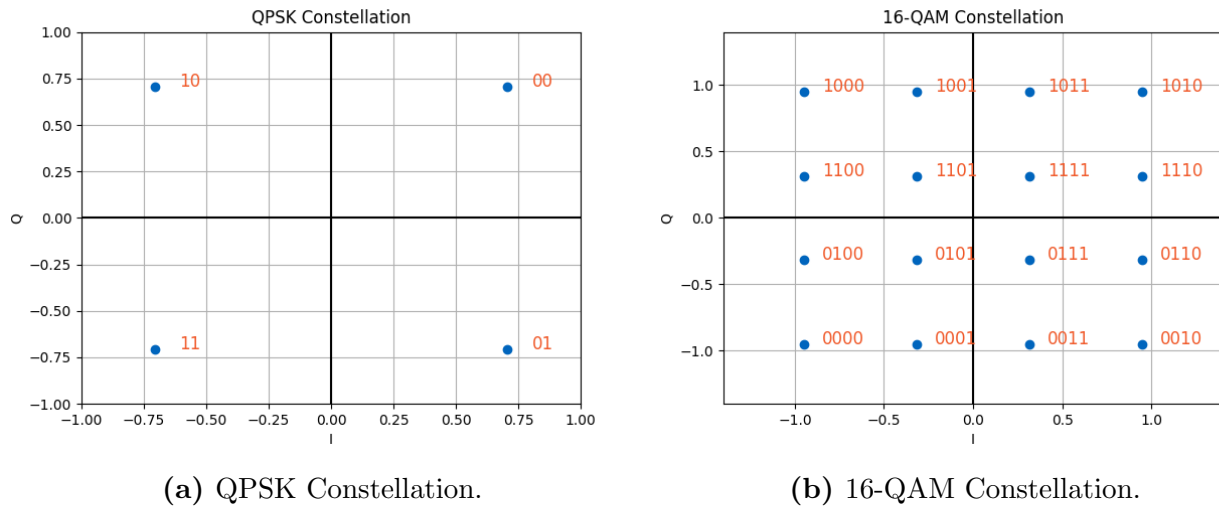 QPSK Constellation
1.00
0.75
0.50
0.25
0.00
−0.25
−0.50
−0.75
−1.00
Q
10 00
11 01
−1.00 −0.75 −0.50 −0.25 0.00 0.25 0.50 0.75 1.00
I
(a) QPSK Constellation.
16-QAM Constellation
1.0
0.5
0.0
−0.5
−1.0
Q
1000 1001 1011 1010
1100 1101 1111 1110
0100 0101 0111 0110
0000 0001 0011 0010
−1.0 −0.5 0.0 0.5 1.0
I
(b) 16-QAM Constellation.